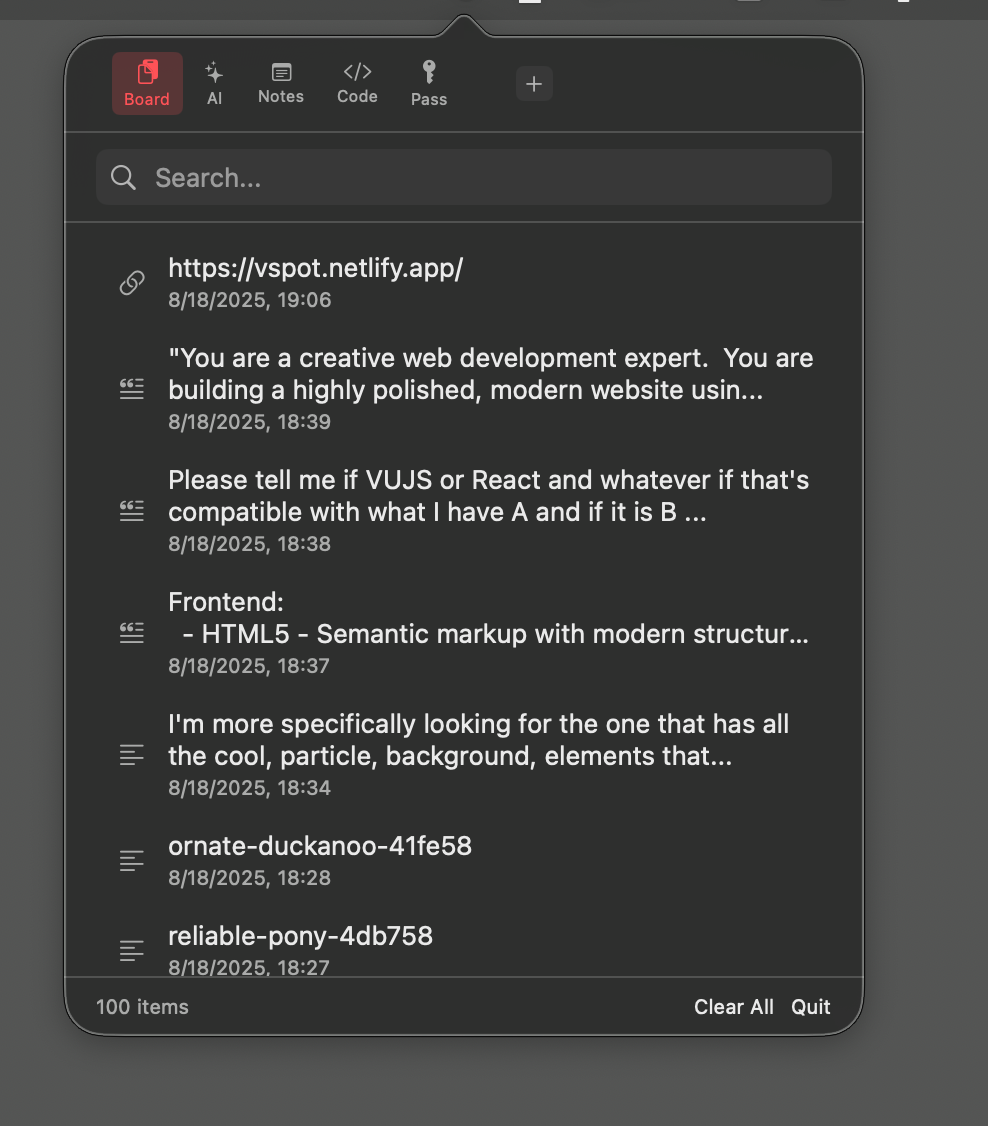 Board
AI
Notes
Code
Pass
Search...
https://vspot.netlify.app/
8/18/2025, 19:06
"You are a creative web development expert.  You are
building a highly polished, modern website usin...
8/18/2025, 18:39
Please tell me if VUJS or React and whatever if that's
compatible with what I have A and if it is B ...
8/18/2025, 18:38
Frontend:
  - HTML5 - Semantic markup with modern structur...
8/18/2025, 18:37
I'm more specifically looking for the one that has all
the cool, particle, background, elements that...
8/18/2025, 18:34
ornate-duckanoo-41fe58
8/18/2025, 18:28
reliable-pony-4db758
8/18/2025, 18:27
100 items
Clear All
Quit